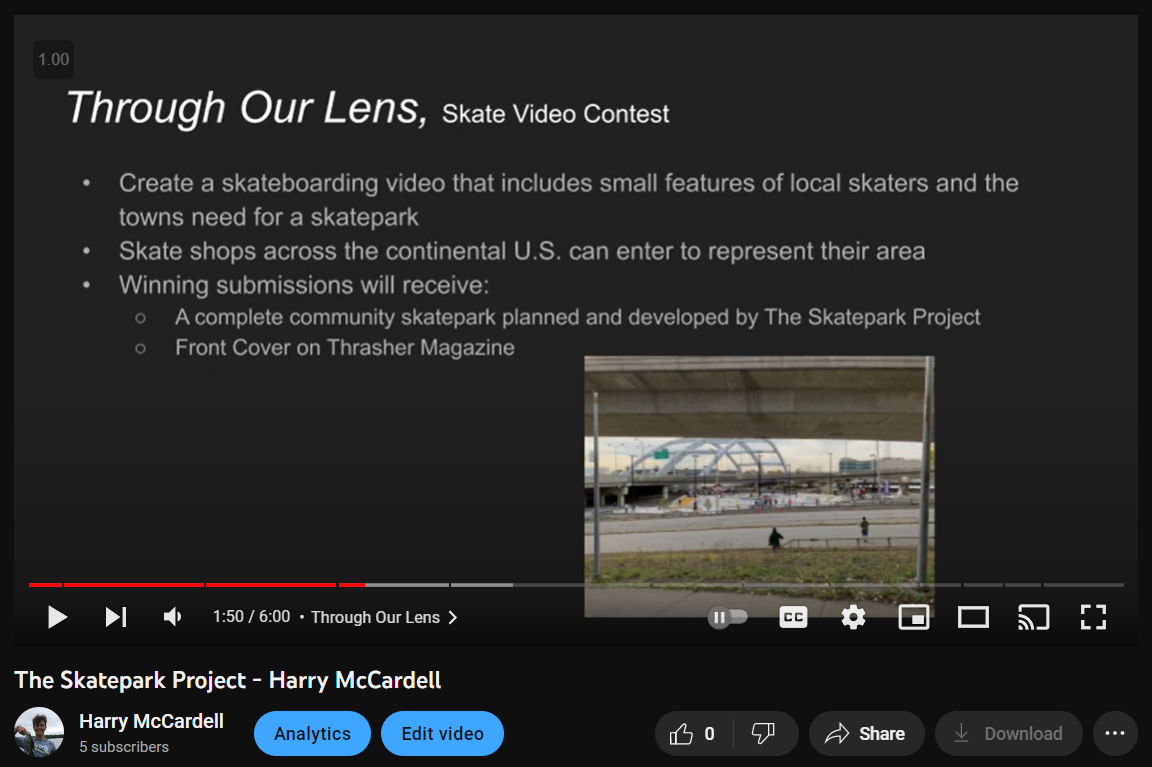 1.00
Through Our Lens, Skate Video Contest
• Create a skateboarding video that includes small features of local skaters and the
towns need for a skatepark
• Skate shops across the continental U.S. can enter to represent their area
• Winning submissions will receive:
○ A complete community skatepark planned and developed by The Skatepark Project
○ Front Cover on Thrasher Magazine
1:50 / 6:00 • Through Our Lens
CC
The Skatepark Project - Harry McCardell
Harry McCardell
5 subscribers
Analytics
Edit video
0
Share
Download